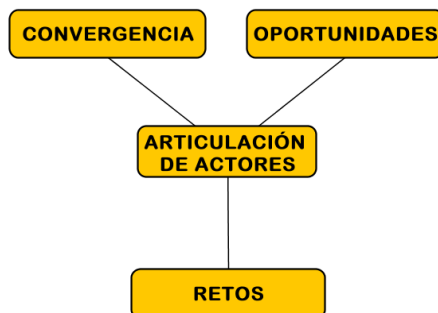 CONVERGENCIA
OPORTUNIDADES
ARTICULACIÓN
DE ACTORES
RETOS